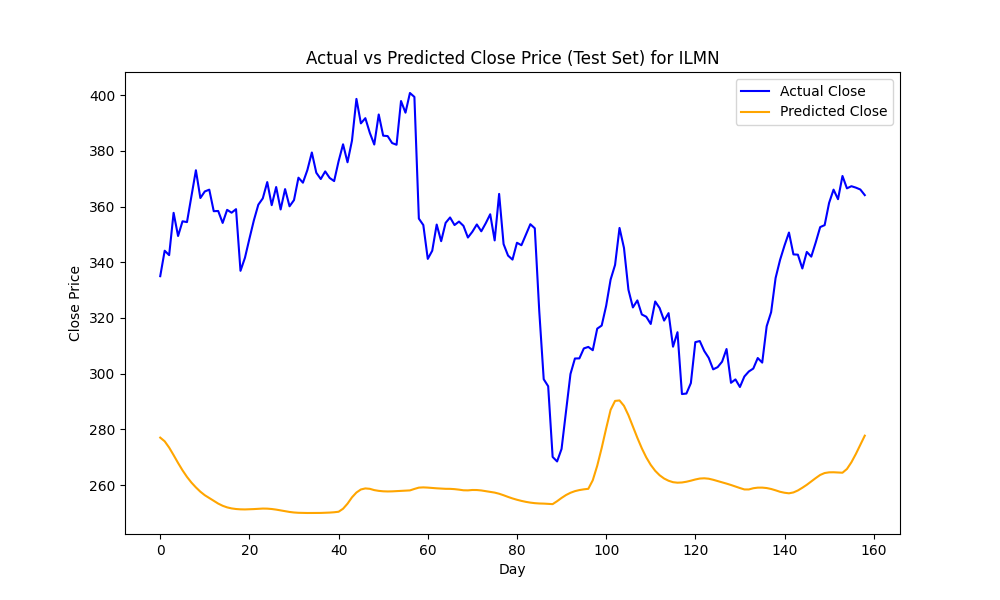 Actual vs Predicted Close Price (Test Set) for ILMN
Actual Close
Predicted Close
Close Price
400
380
360
340
320
300
280
260
0 20 40 60 80 100 120 140 160
Day